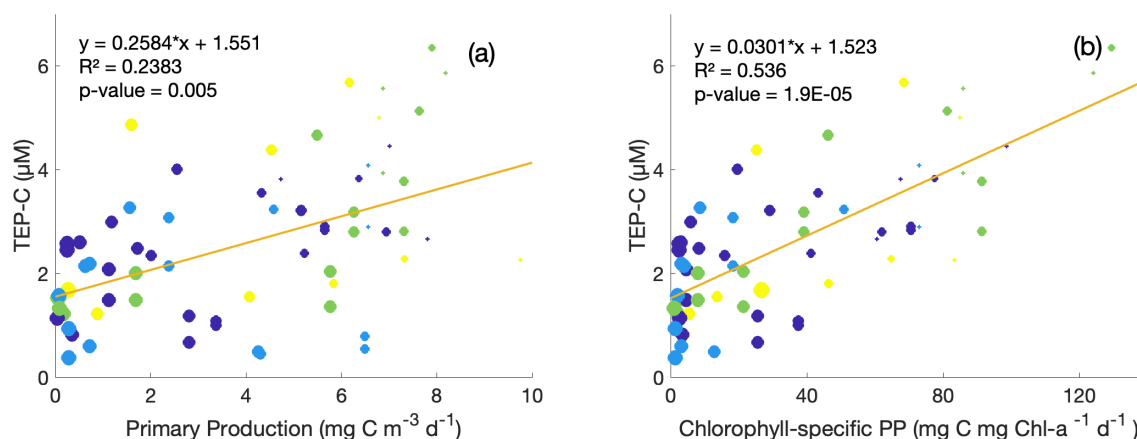 y = 0.2584*x + 1.551
R² = 0.2383
p-value = 0.005
(a)
TEP-C (μM)
6
4
2
0
0 2 4 6 8 10
Primary Production (mg C m⁻³ d⁻¹)
y = 0.0301*x + 1.523
R² = 0.536
p-value = 1.9E-05
(b)
TEP-C (μM)
6
4
2
0
0 40 80 120
Chlorophyll-specific PP (mg C mg Chl-a ⁻¹ d⁻¹)